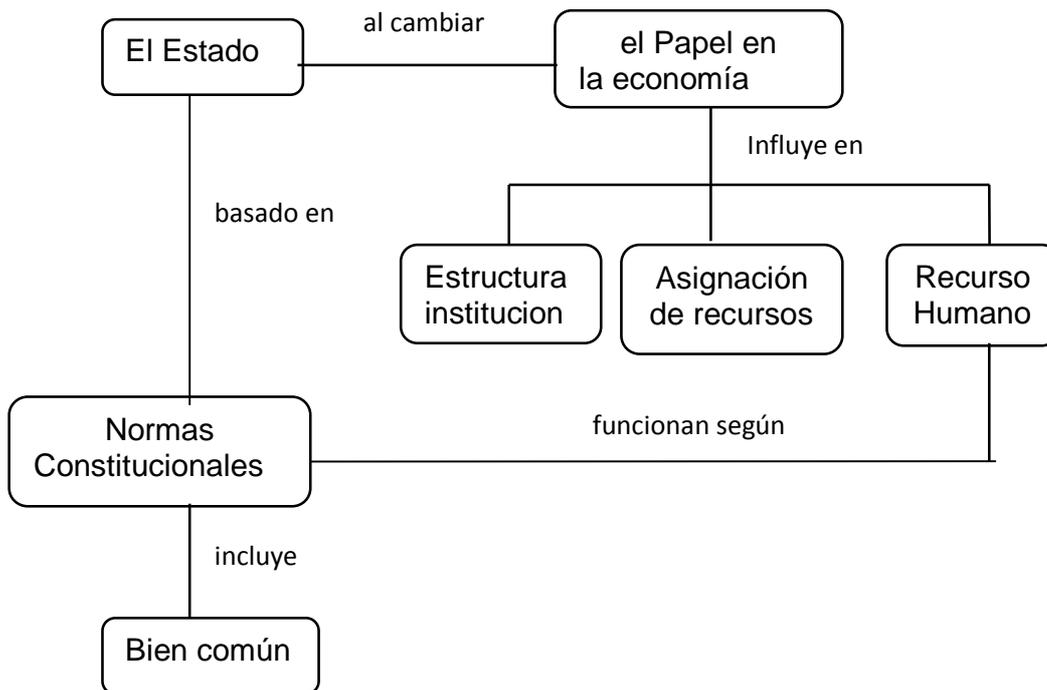 al cambiar
El Estado
el Papel en
la economía
Influye en
basado en
Estructura
institucion
Asignación
de recursos
Recurso
Humano
funcionan según
Normas
Constitucionales
incluye
Bien común